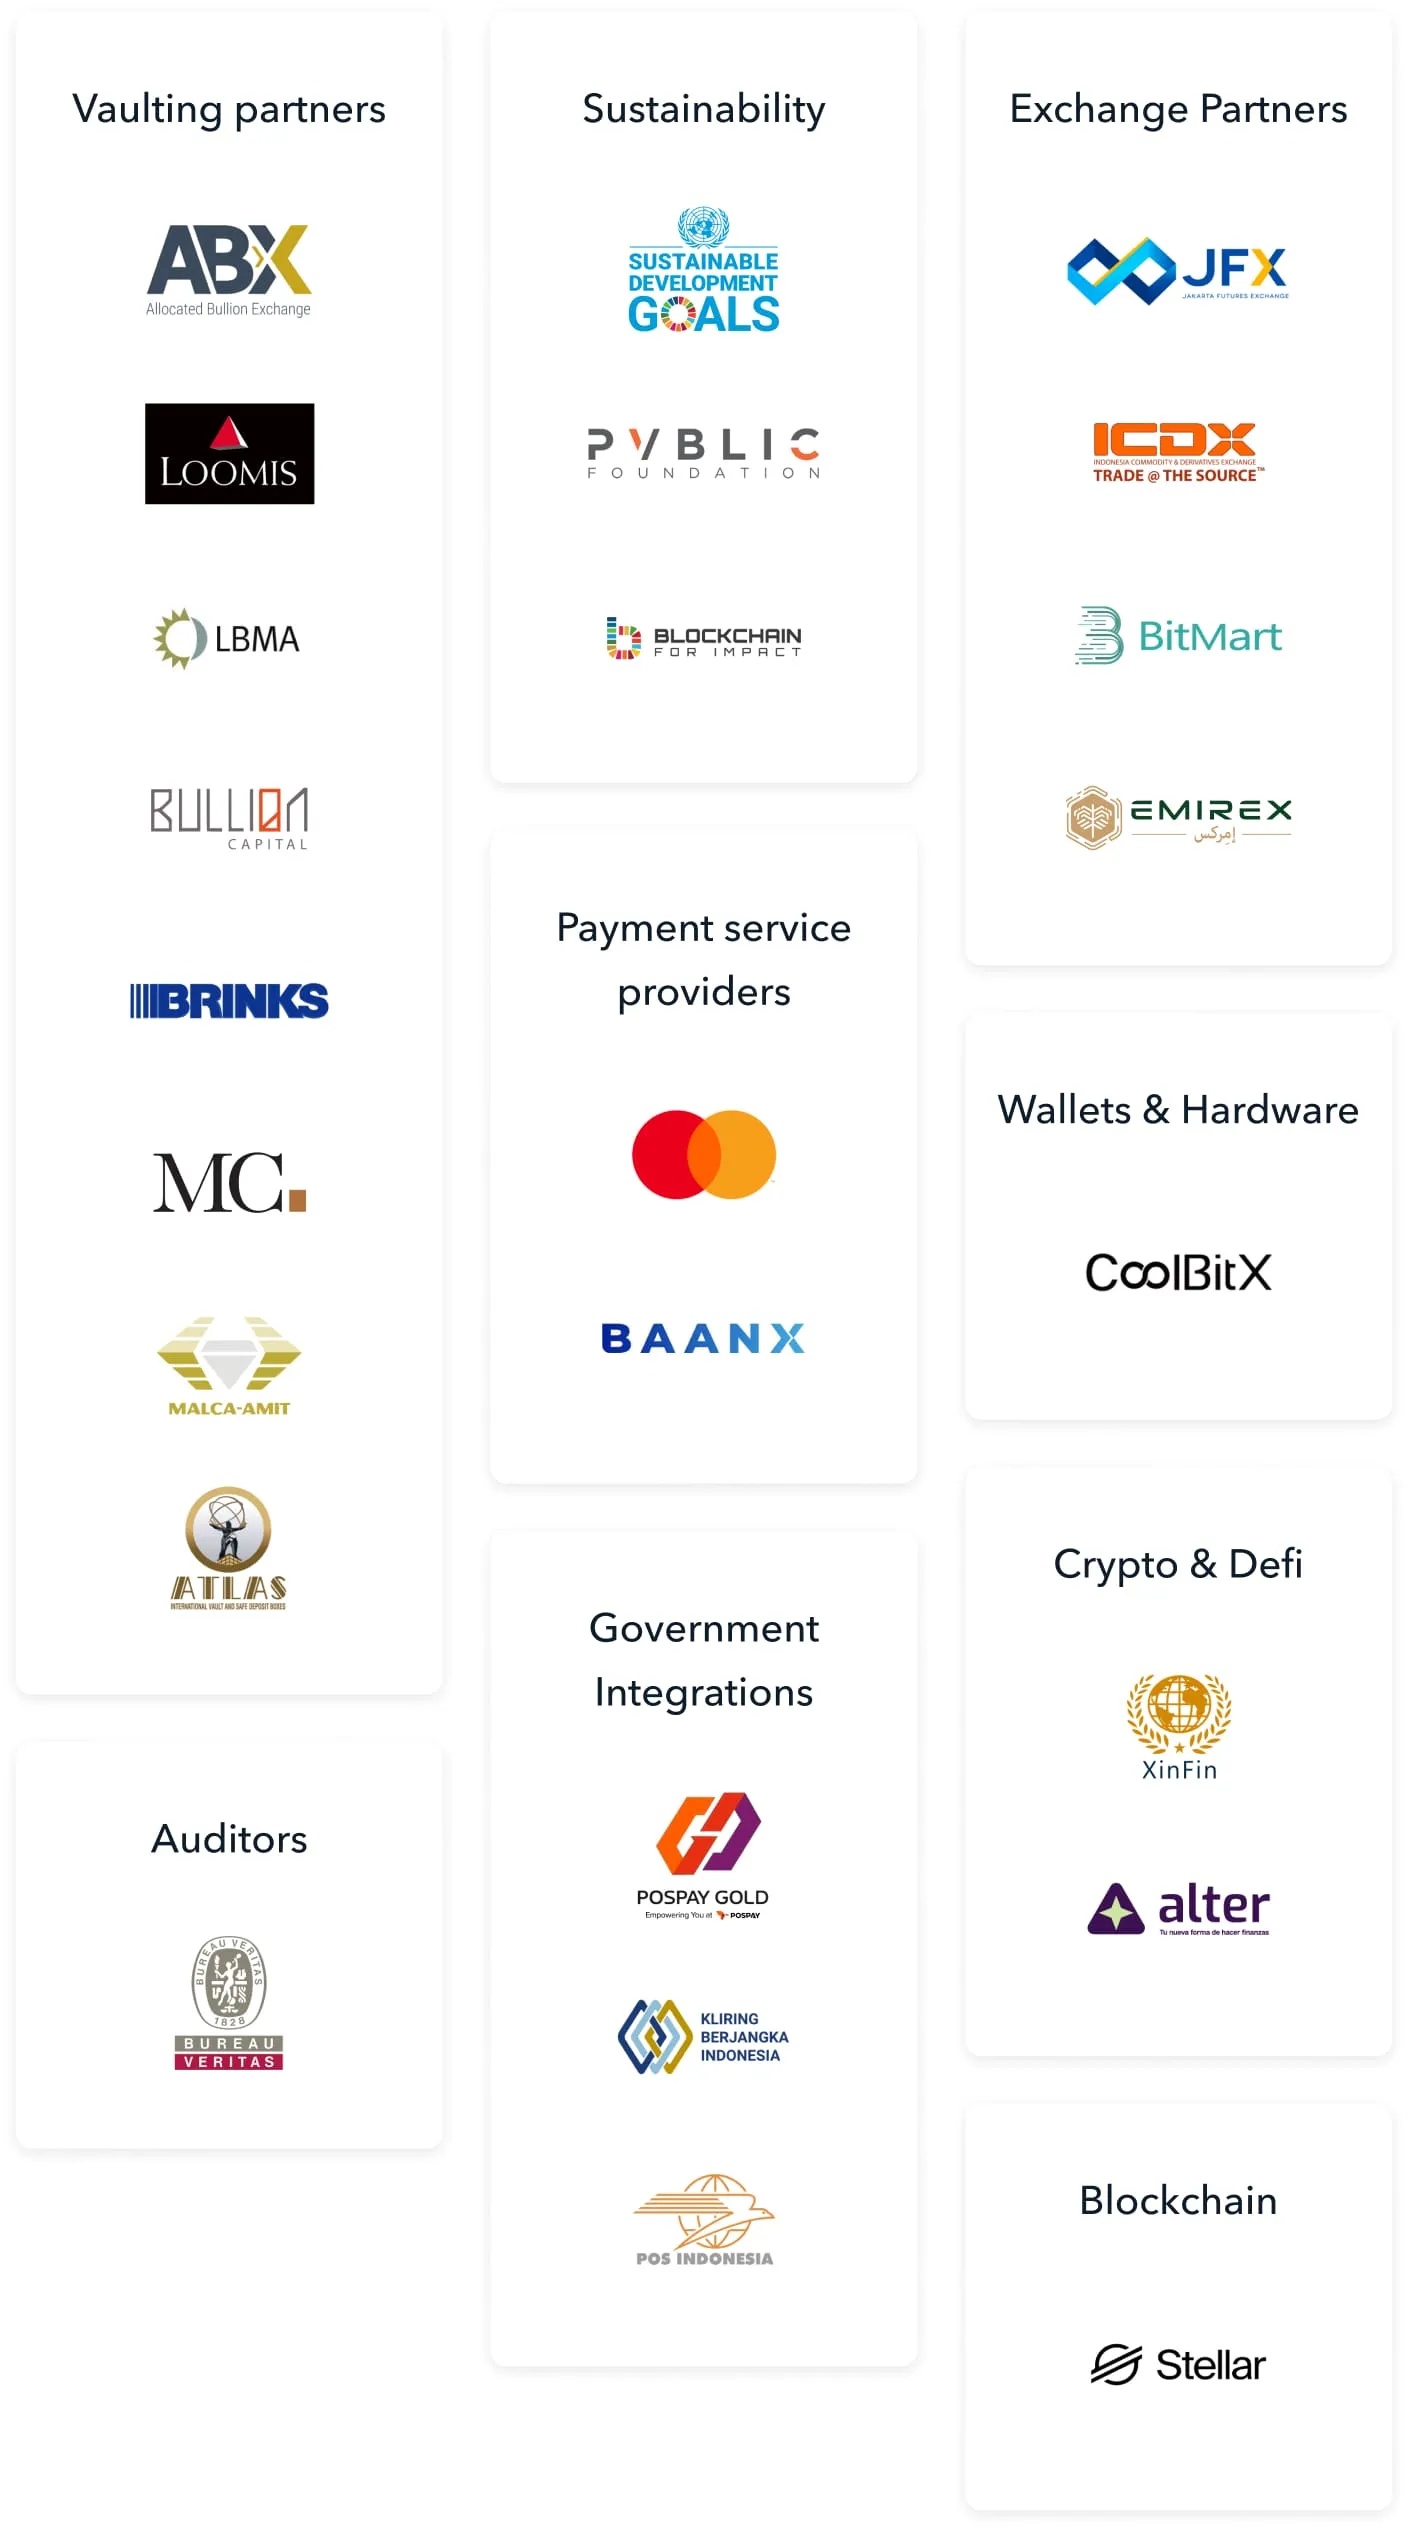 Vaulting partners
ABX
Allocated Bullion Exchange
LOOMIS
LBMA
BULLION
CAPITAL
BRINKS
MC.
MALCA-AMIT
ATLAS
INTERNATIONAL VAULT AND SAFE DEPOSIT BOXES
Auditors
BUREAU VERITAS
1828
BUREAU
VERITAS
Sustainability
SUSTAINABLE
DEVELOPMENT
GOALS
PVBLIC
FOUNDATION
BLOCKCHAIN
FOR IMPACT
Payment service
providers
BAANX
Government
Integrations
POSPAY GOLD
Empowering You at POSPAY
KLIRING
BERJANGKA
INDONESIA
POS INDONESIA
Exchange Partners
JFX
JAKARTA FUTURES EXCHANGE
ICDX
INDONESIA COMMODITY & DERIVATIVES EXCHANGE
TRADE @ THE SOURCE™
BitMart
EMIREX
إمركس
Wallets & Hardware
CoolBitX
Crypto & Defi
XinFin
alter
Tu nueva forma de hacer finanzas
Blockchain
Stellar